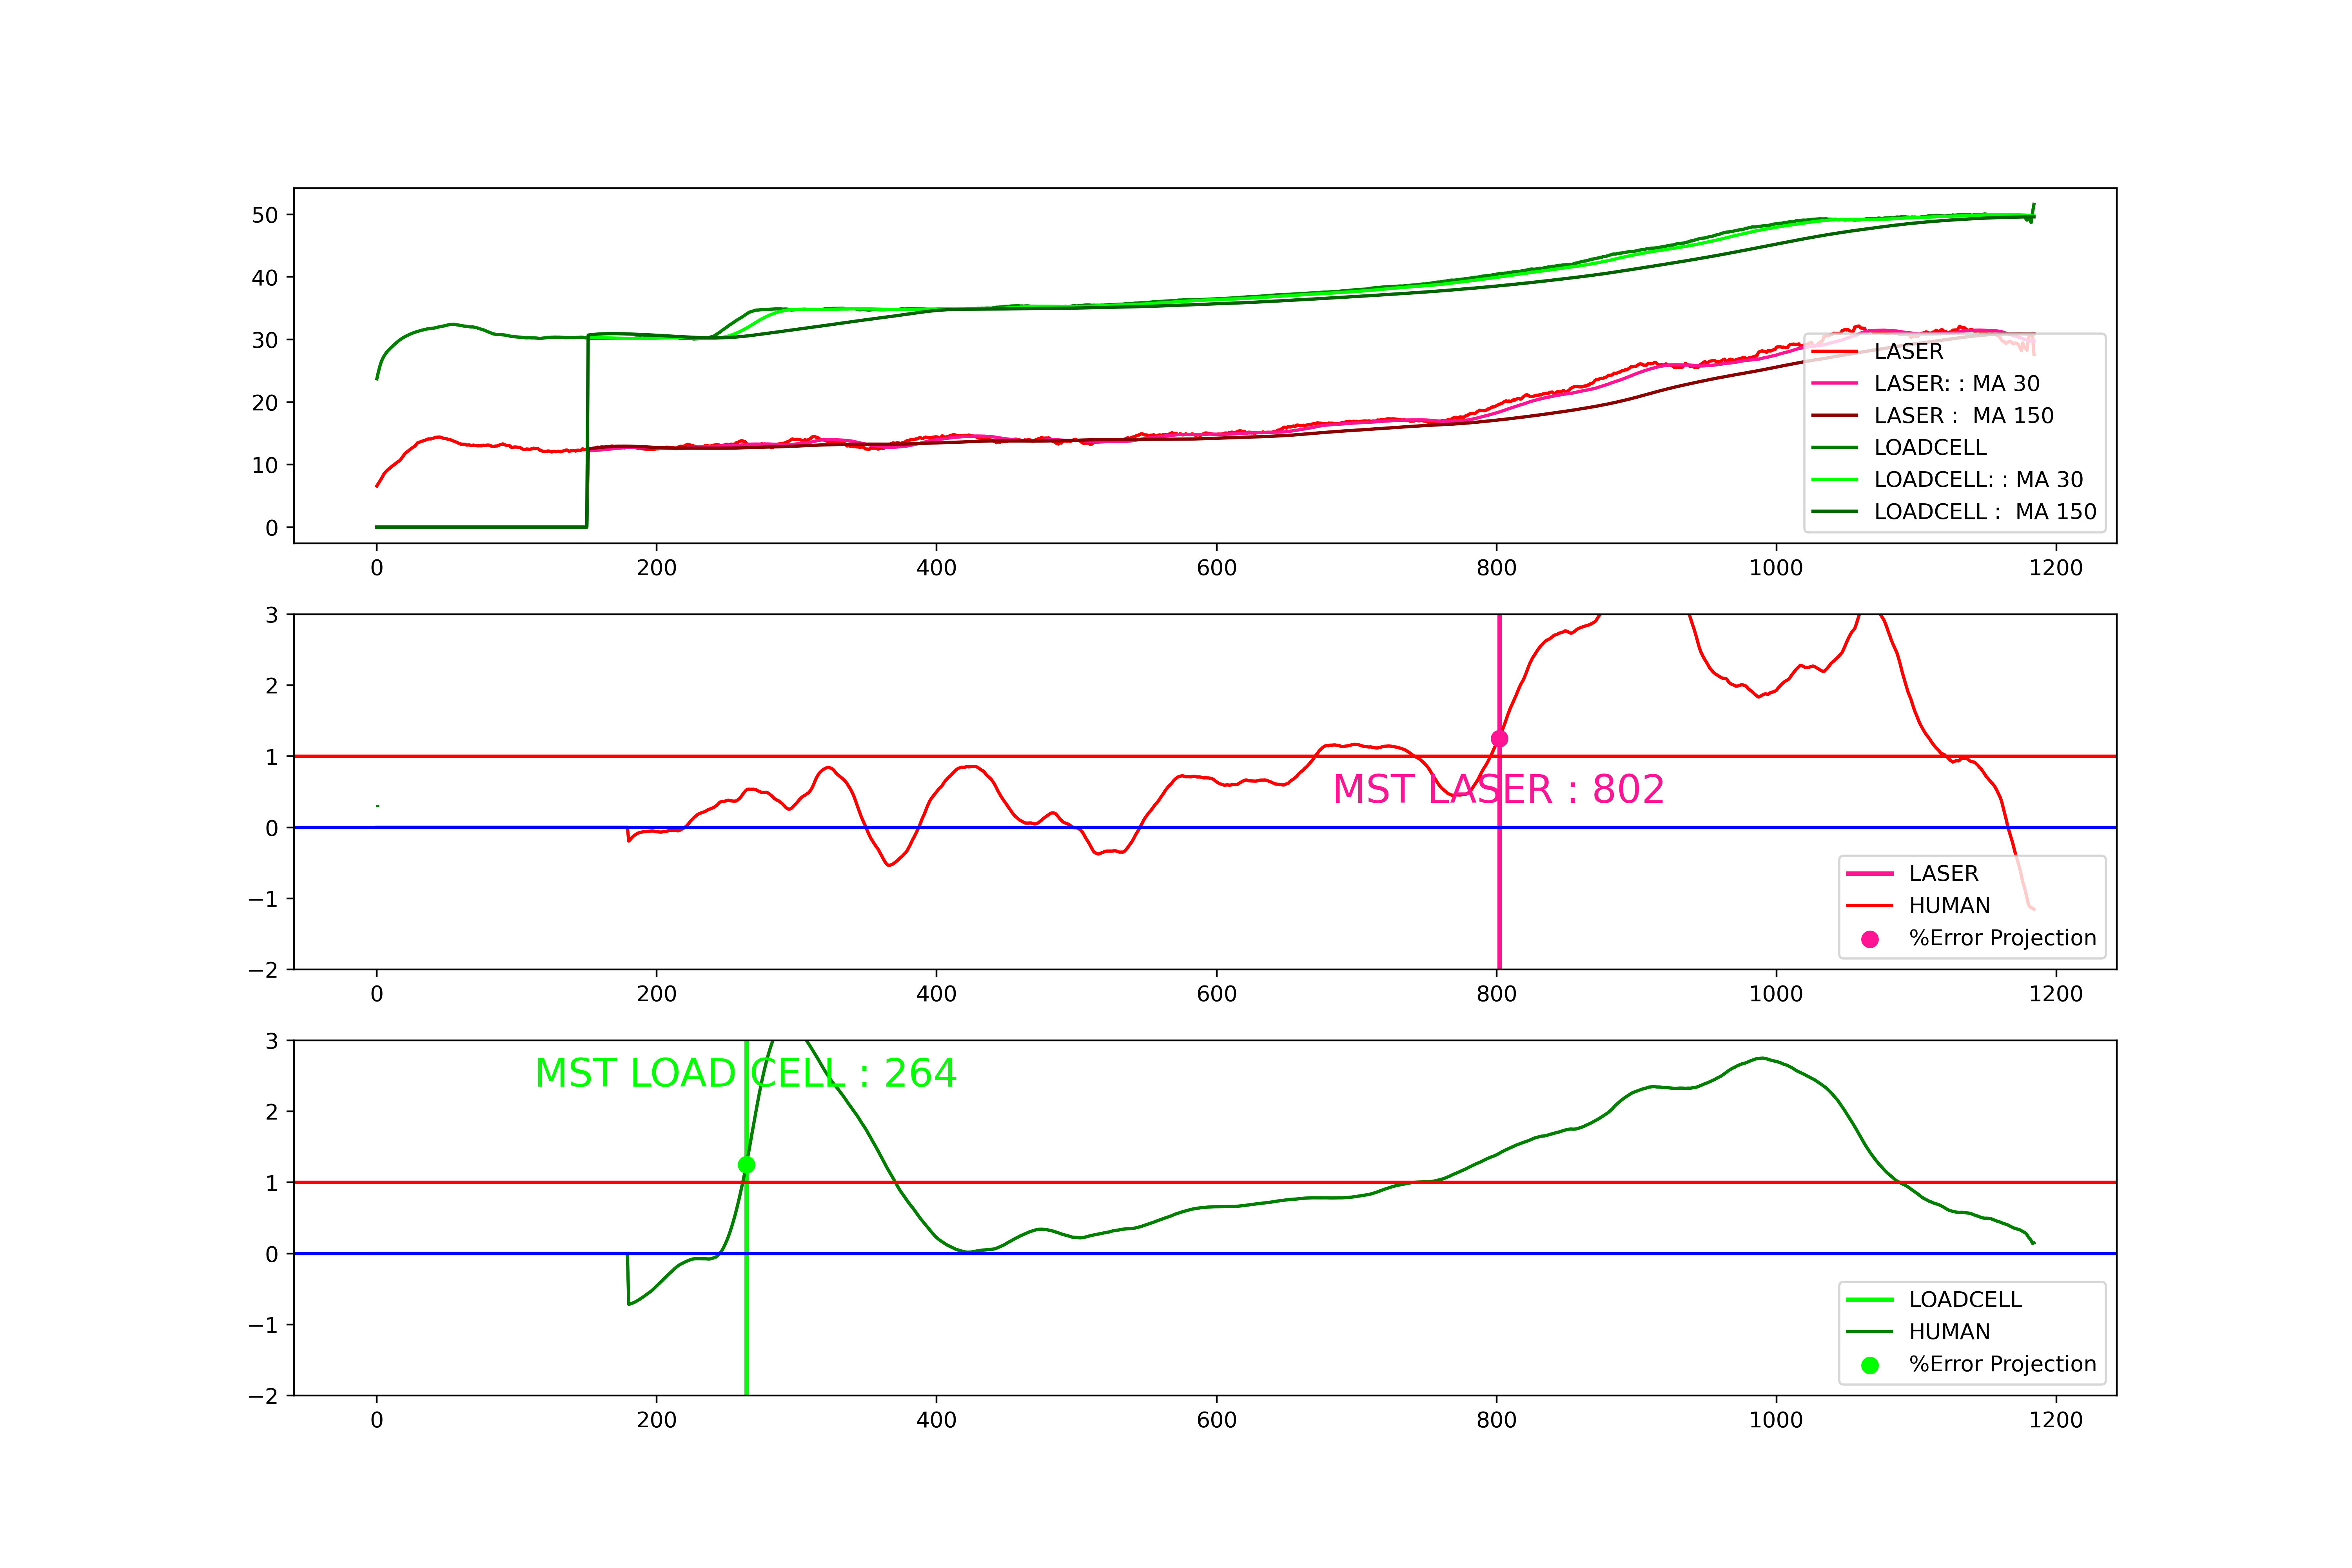 50
40
30
20
10
0
LASER
LASER: : MA 30
LASER :  MA 150
LOADCELL
LOADCELL: : MA 30
LOADCELL :  MA 150
0 200 400 600 800 1000 1200
3
2
1
0
−1
−2
MST LASER : 802
LASER
HUMAN
%Error Projection
0 200 400 600 800 1000 1200
3
2
1
0
−1
−2
MST LOAD CELL : 264
LOADCELL
HUMAN
%Error Projection
0 200 400 600 800 1000 1200